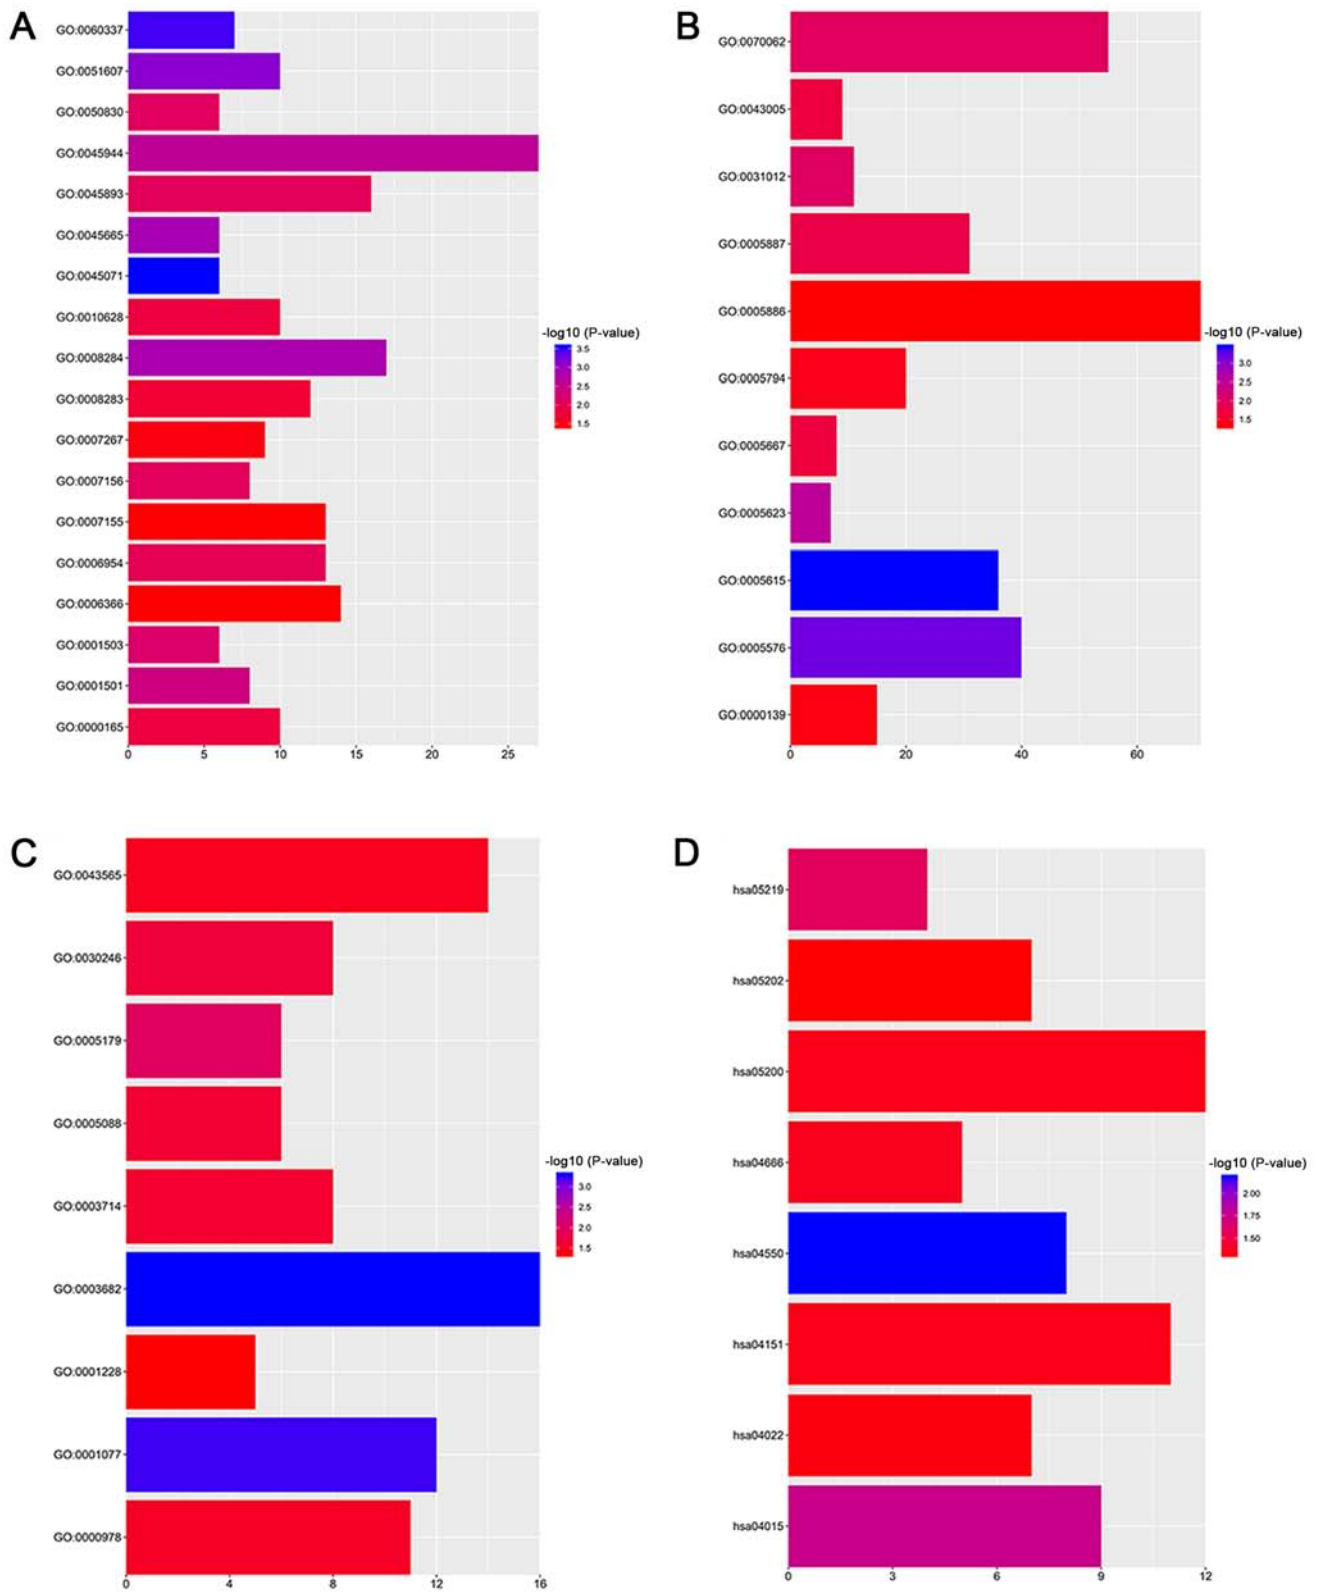 A
GO:0060337
GO:0051607
GO:0050830
GO:0045944
GO:0045893
GO:0045665
GO:0045071
GO:0010628
GO:0008284
GO:0008283
GO:0007267
GO:0007156
GO:0007155
GO:0006954
GO:0006366
GO:0001503
GO:0001501
GO:0000165
0 5 10 15 20 25
-log10 (P-value)
3.5
3.0
2.5
2.0
1.5
B
GO:0070062
GO:0043005
GO:0031012
GO:0005887
GO:0005886
GO:0005794
GO:0005667
GO:0005623
GO:0005615
GO:0005576
GO:0000139
0 20 40 60
-log10 (P-value)
3.0
2.5
2.0
1.5
C
GO:0043565
GO:0030246
GO:0005179
GO:0005088
GO:0003714
GO:0003682
GO:0001228
GO:0001077
GO:0000978
0 4 8 12 16
-log10 (P-value)
3.0
2.5
2.0
1.5
D
hsa05219
hsa05202
hsa05200
hsa04666
hsa04550
hsa04151
hsa04022
hsa04015
0 3 6 9 12
-log10 (P-value)
2.00
1.75
1.50